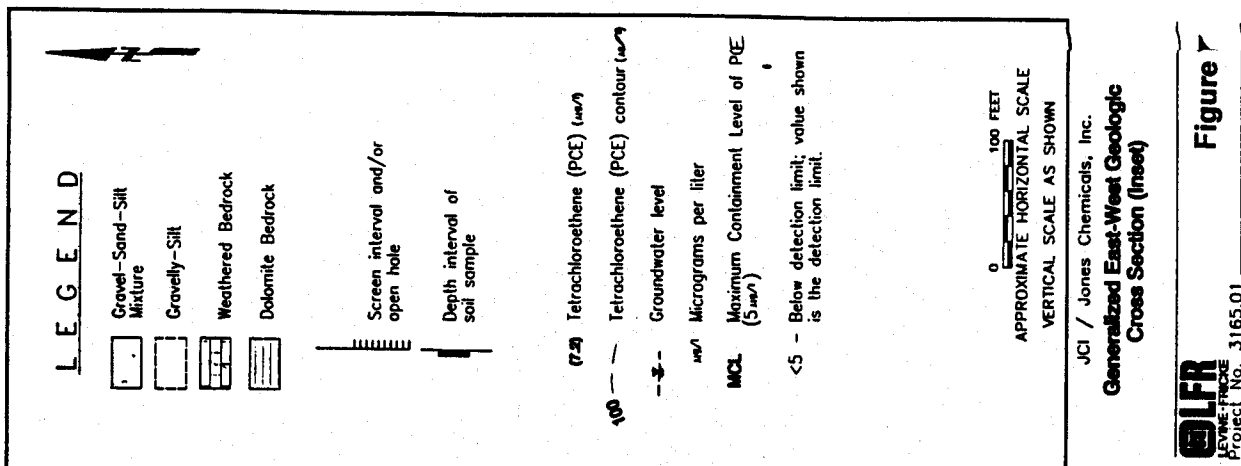 LEGEND
Gravel-Sand-Silt
Mixture
Gravelly-Silt
Weathered Bedrock
Dolomite Bedrock
Screen interval and/or
open hole
Depth interval of
soil sample
(7.2) Tetrachloroethene (PCE) (ug/l)
100 Tetrachloroethene (PCE) contour (ug/l)
Groundwater level
ug/l Micrograms per liter
MCL Maximum Containment Level of PCE
(5 ug/l)
<5 - Below detection limit; value shown
is the detection limit.
N
0 100 FEET
APPROXIMATE HORIZONTAL SCALE
VERTICAL SCALE AS SHOWN
JCI / Jones Chemicals, Inc.
Generalized East-West Geologic
Cross Section (Inset)
LFR
LEVINE-FRICKE
Project No. 3165.01
Figure